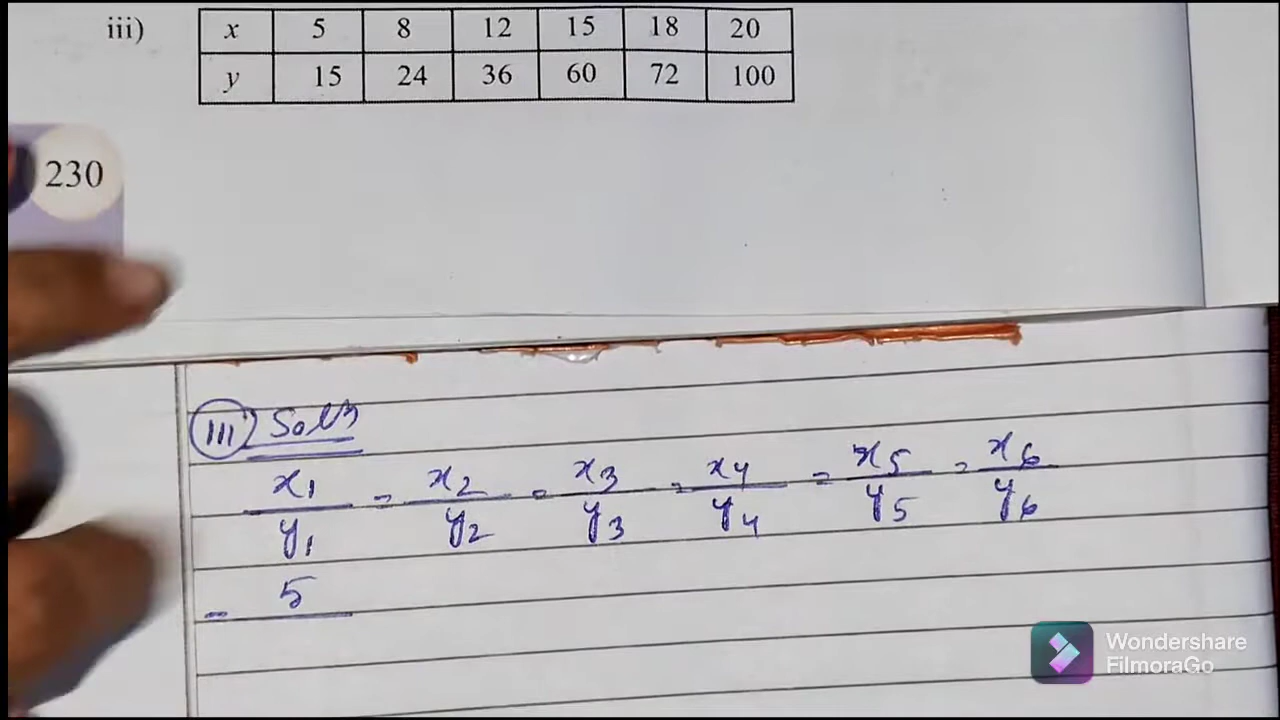 iii) x 5 8 12 15 18 20
y 15 24 36 60 72 100
230
III) Soln
x1/y1 = x2/y2 = x3/y3 = x4/y4 = x5/y5 = x6/y6
= 5
Wondershare
FilmoraGo